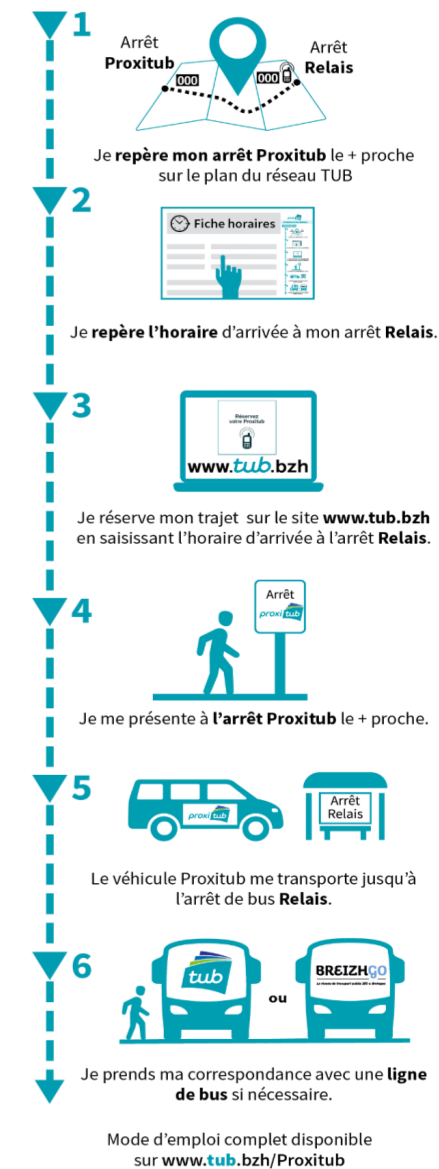 1
Arrêt
Proxitub
Arrêt
Relais
000
000
Je repère mon arrêt Proxitub le + proche
sur le plan du réseau TUB
2
Fiche horaires
Je repère l’horaire d’arrivée à mon arrêt Relais.
3
Réservez
votre Proxitub
www.tub.bzh
Je réserve mon trajet sur le site www.tub.bzh
en saisissant l’horaire d’arrivée à l’arrêt Relais.
4
Arrêt
proxitub
Je me présente à l’arrêt Proxitub le + proche.
5
proxitub
Arrêt
Relais
Le véhicule Proxitub me transporte jusqu’à
l’arrêt de bus Relais.
6
tub
ou
BREIZHGO
Je prends ma correspondance avec une ligne
de bus si nécessaire.
Mode d’emploi complet disponible
sur www.tub.bzh/Proxitub